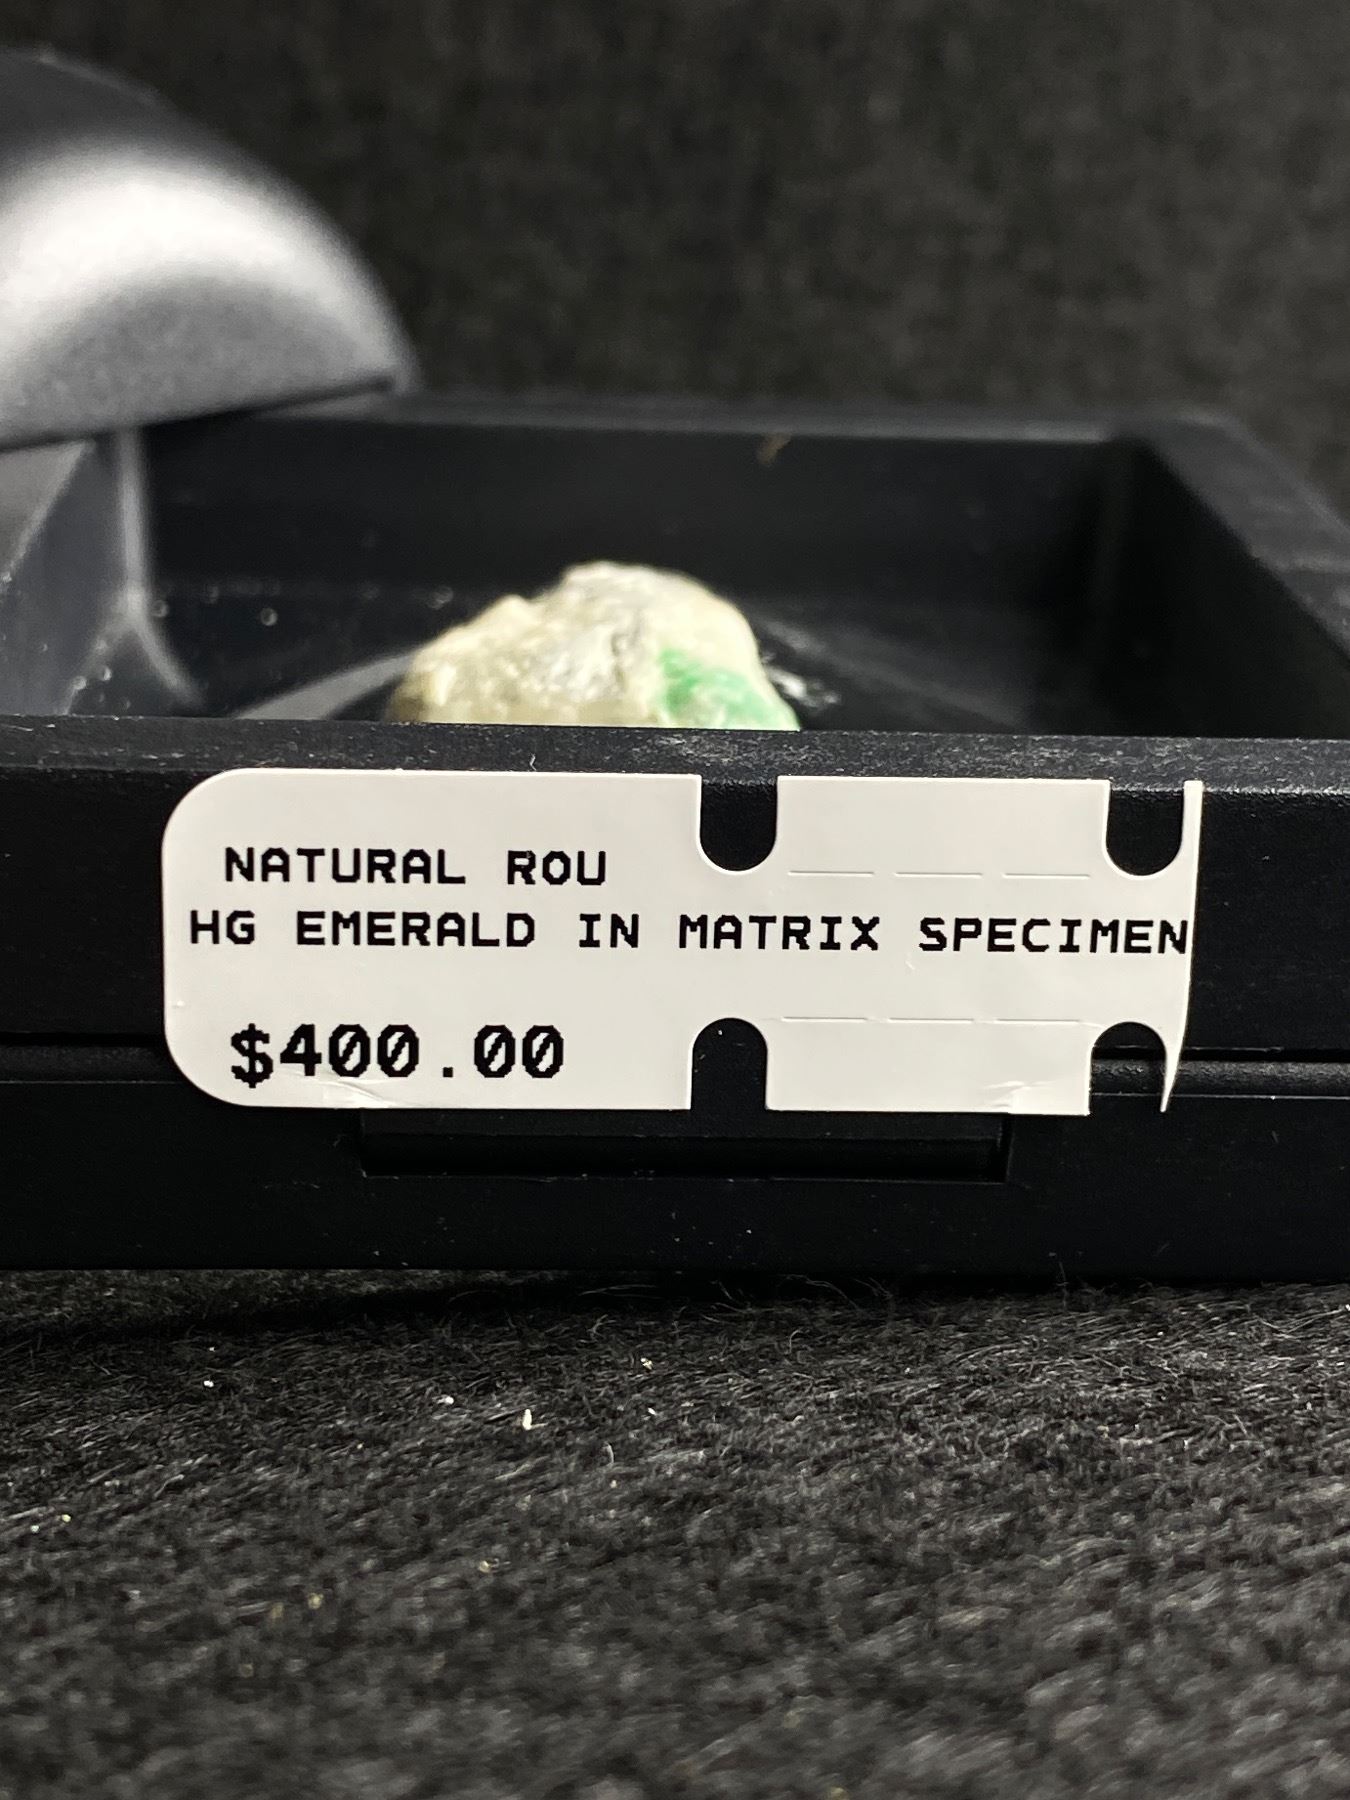 NATURAL ROU
HG EMERALD IN MATRIX SPECIMEN
$400.00